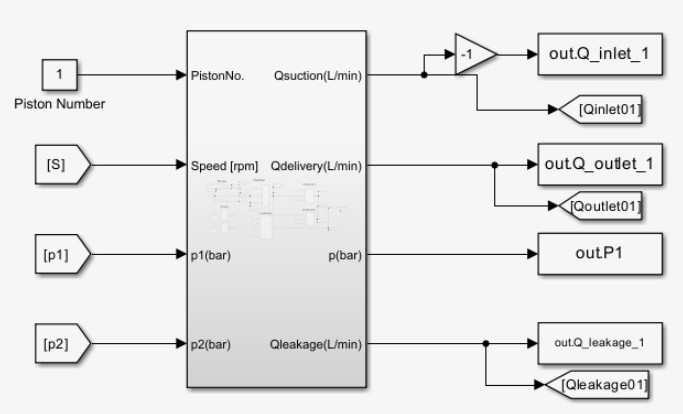 1
Piston Number
[S]
[p1]
[p2]
PistonNo.
Speed [rpm]
p1(bar)
p2(bar)
Qsuction(L/min)
Qdelivery(L/min)
p(bar)
Qleakage(L/min)
-1
out.Q_inlet_1
[Qinlet01]
out.Q_outlet_1
[Qoutlet01]
out.P1
out.Q_leakage_1
[Qleakage01]